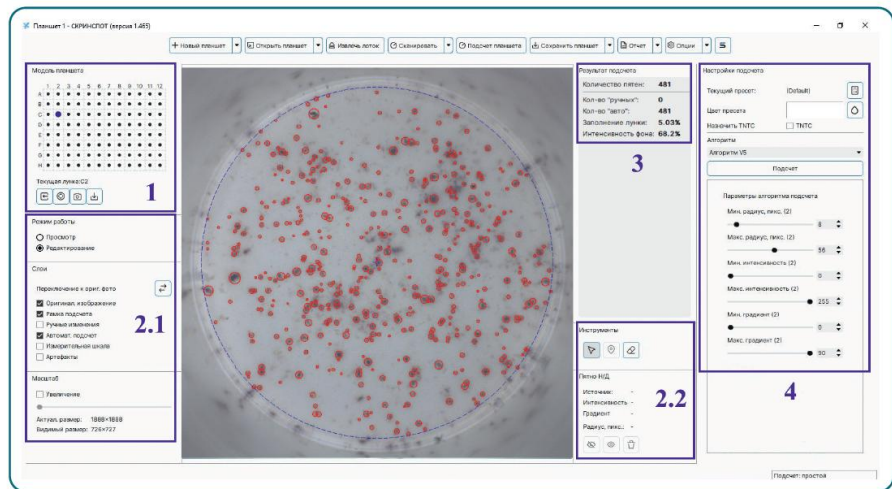 Планшет 1 - СКРИНСПОТ (версия 1.465)
Новый планшет
Открыть планшет
Извлечь лоток
Сканировать
Подсчет планшета
Сохранить планшет
Отчет
Опции
S
Модель планшета
1 2 3 4 5 6 7 8 9 10 11 12
A
B
C
D
E
F
G
H
Текущая лунка:C2
1
Режим работы
Просмотр
Редактирование
Слои
Переключение к ориг. фото
Оригинал. изображение
Рамка подсчета
Ручные изменения
Автомат. подсчет
Измерительная шкала
Артефакты
2.1
Масштаб
Увеличение
Актуал. размер: 1888×1888
Видимый размер: 726×727
Результат подсчета
Количество пятен: 481
Кол-во "ручных": 0
Кол-во "авто": 481
Заполнение лунки: 5.03%
Интенсивность фона: 68.2%
3
Инструменты
Пятно Н/Д
Источник: -
Интенсивность -
Градиент -
Радиус, пикс.: -
2.2
Настройки подсчета
Текущий пресет: (Default)
Цвет пресета
Назначить TNTC TNTC
Алгоритм
Алгоритм V5
Подсчет
Параметры алгоритма подсчета
Мин. радиус, пикс. (2)
8
Макс. радиус, пикс. (2)
56
Мин. интенсивность (2)
0
Макс. интенсивность (2)
255
Мин. градиент (2)
0
Макс. градиент (2)
90
4
Подсчет: простой